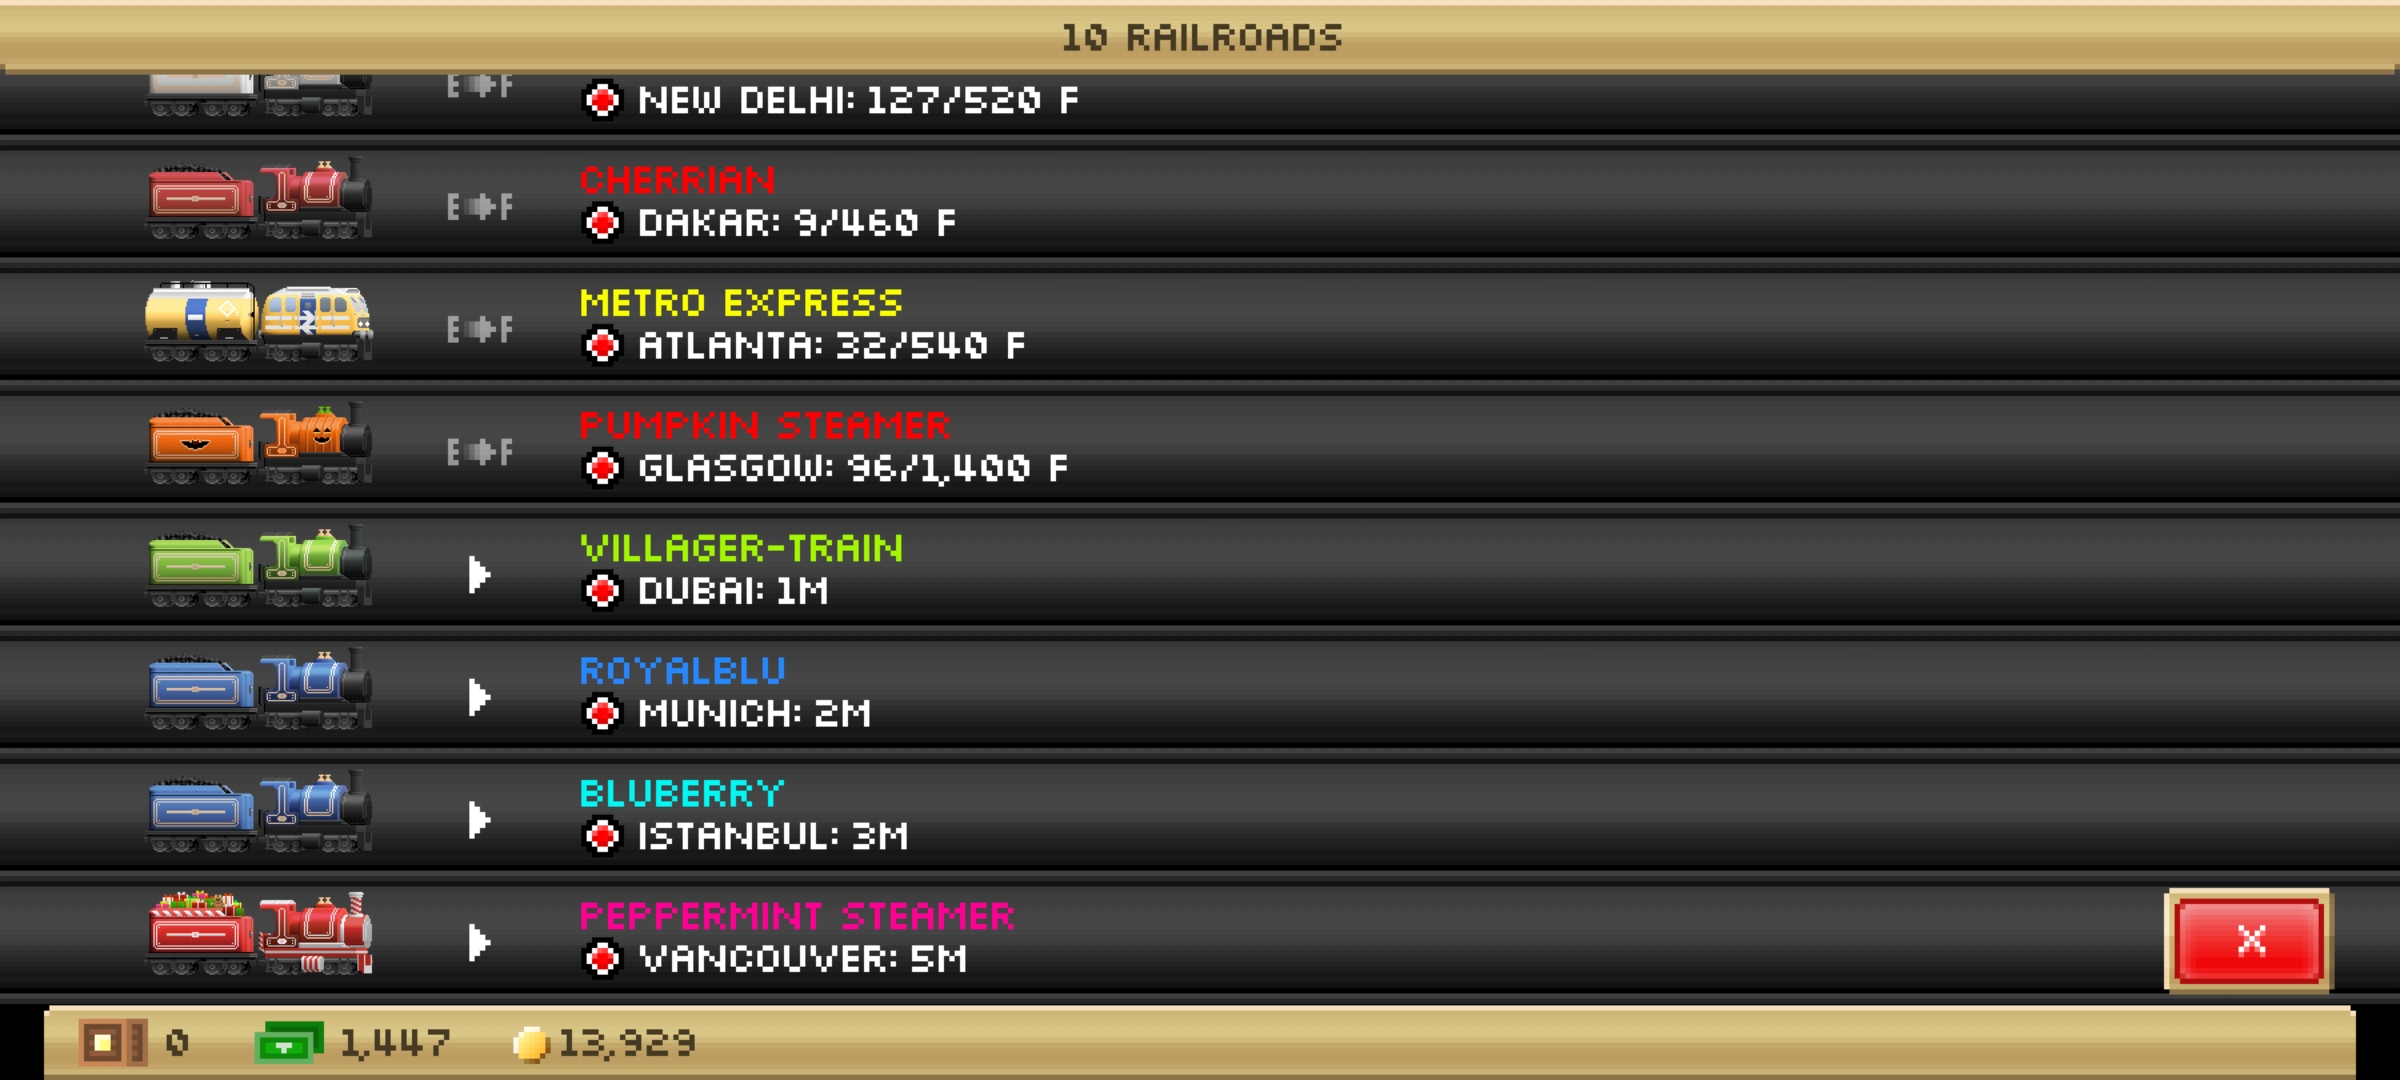 10 RAILROADS
E F
NEW DELHI: 127/520 F
CHERRIAN
E F
DAKAR: 9/460 F
METRO EXPRESS
E F
ATLANTA: 32/540 F
PUMPKIN STEAMER
E F
GLASGOW: 96/1,400 F
VILLAGER-TRAIN
DUBAI: 1M
ROYALBLU
MUNICH: 2M
BLUBERRY
ISTANBUL: 3M
PEPPERMINT STEAMER
VANCOUVER: 5M
X
0 1,447 13,929